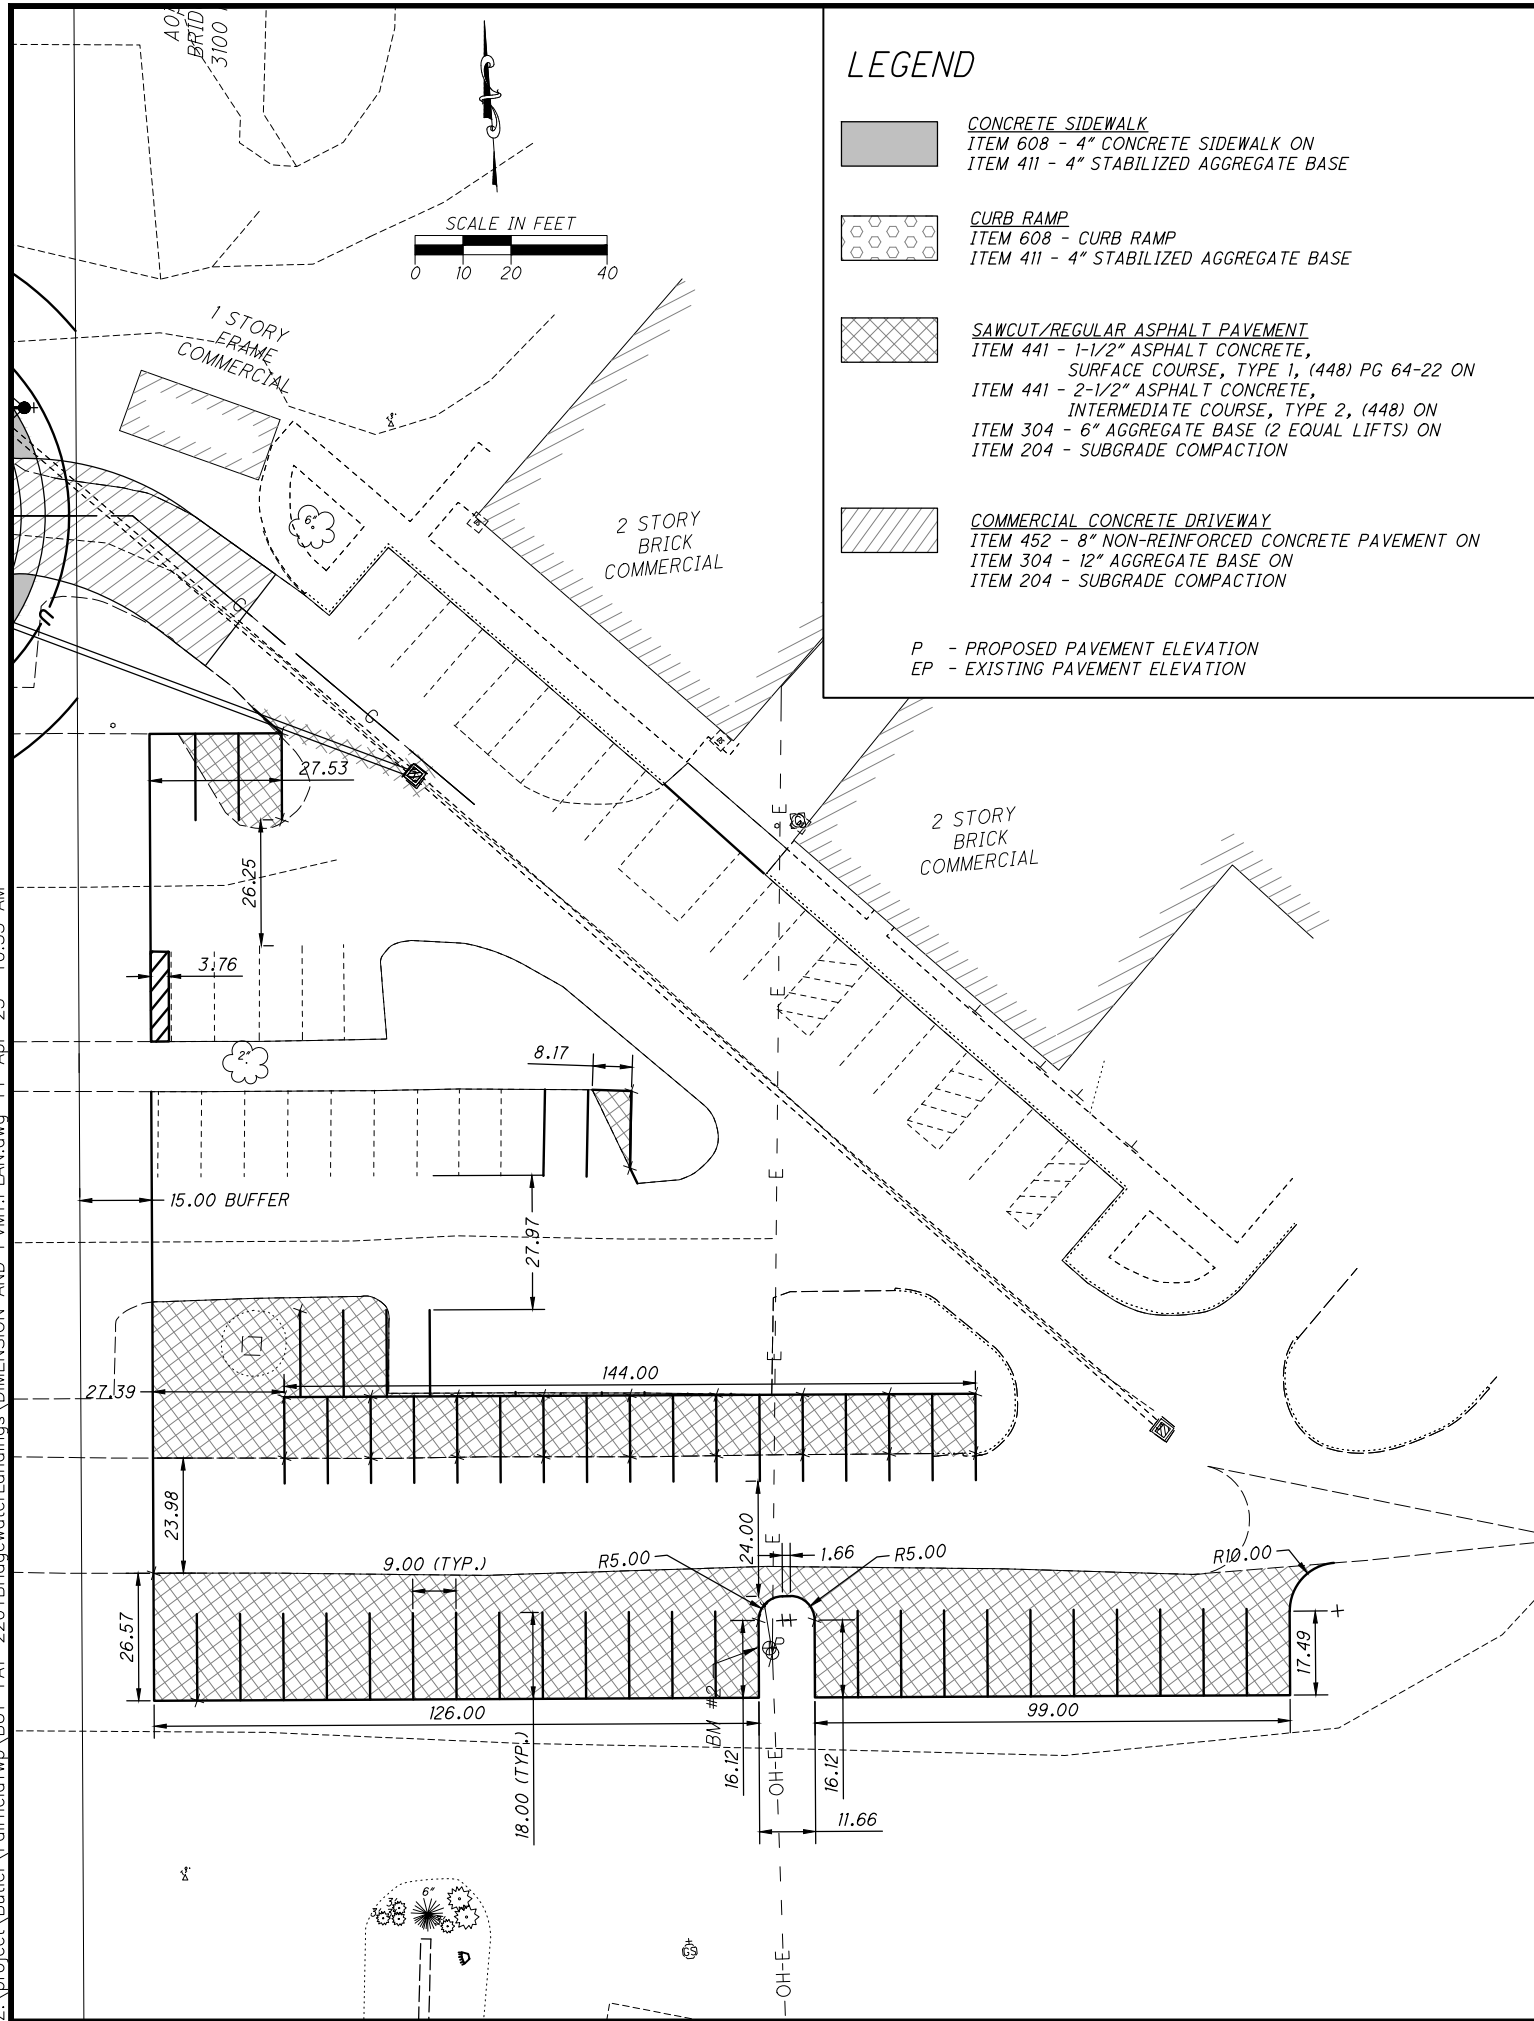 LEGEND
CONCRETE SIDEWALK
ITEM 608 - 4" CONCRETE SIDEWALK ON
ITEM 411 - 4" STABILIZED AGGREGATE BASE
CURB RAMP
ITEM 608 - CURB RAMP
ITEM 411 - 4" STABILIZED AGGREGATE BASE
SAWCUT/REGULAR ASPHALT PAVEMENT
ITEM 441 - 1-1/2" ASPHALT CONCRETE,
SURFACE COURSE, TYPE 1, (448) PG 64-22 ON
ITEM 441 - 2-1/2" ASPHALT CONCRETE,
INTERMEDIATE COURSE, TYPE 2, (448) ON
ITEM 304 - 6" AGGREGATE BASE (2 EQUAL LIFTS) ON
ITEM 204 - SUBGRADE COMPACTION
COMMERCIAL CONCRETE DRIVEWAY
ITEM 452 - 8" NON-REINFORCED CONCRETE PAVEMENT ON
ITEM 304 - 12" AGGREGATE BASE ON
ITEM 204 - SUBGRADE COMPACTION
P - PROPOSED PAVEMENT ELEVATION
EP - EXISTING PAVEMENT ELEVATION
3100
SCALE IN FEET
0 10 20 40
1 STORY
FRAME
COMMERCIAL
6"
2 STORY
BRICK
COMMERCIAL
G
G
27.53
E
2 STORY
BRICK
COMMERCIAL
26.25
3.76
E
2"
8.17
E
15.00 BUFFER
27.97
E
144.00
27.39
23.98
24.00
E
1.66
9.00 (TYP.)
R5.00
R5.00
R10.00
26.57
17.49
BM #2
126.00
99.00
18.00 (TYP.)
16.12
OH-E
16.12
11.66
6"
3"
GS
OH-E